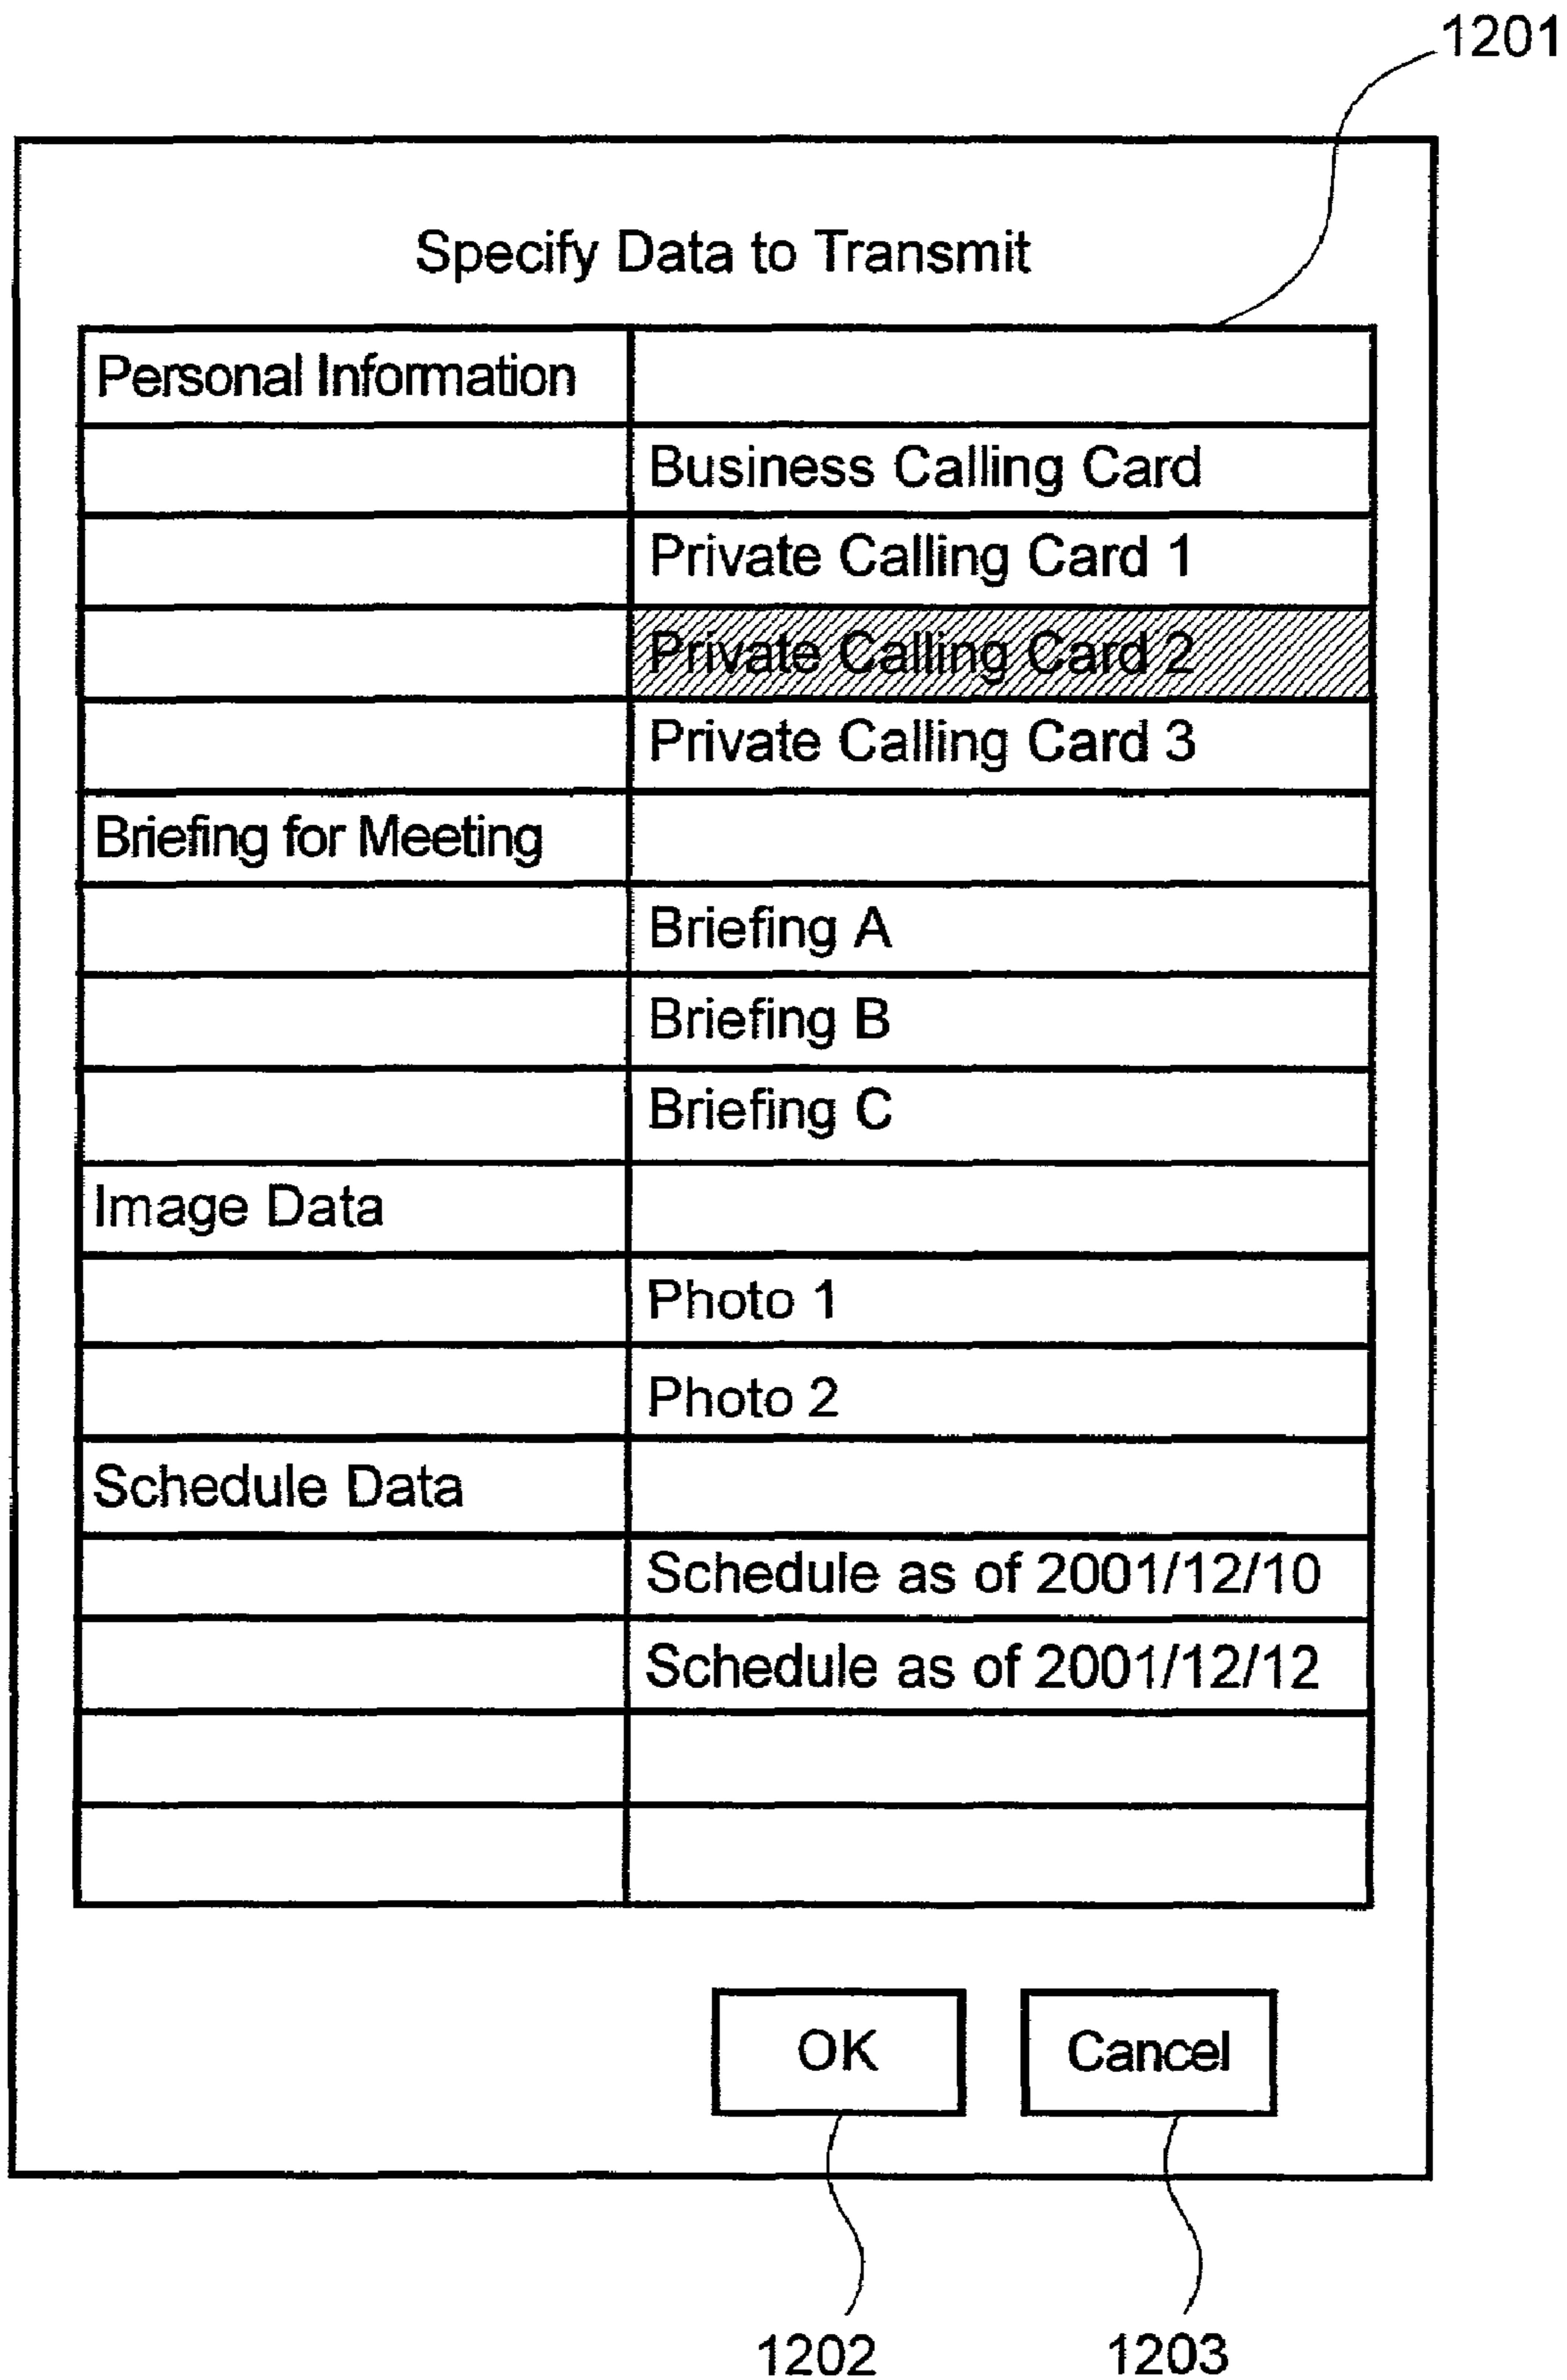 1201
Specify Data to Transmit
Personal Information
Business Calling Card
Private Calling Card 1
Private Calling Card 2
Private Calling Card 3
Briefing for Meeting
Briefing A
Briefing B
Briefing C
Image Data
Photo 1
Photo 2
Schedule Data
Schedule as of 2001/12/10
Schedule as of 2001/12/12
OK Cancel
1202 1203